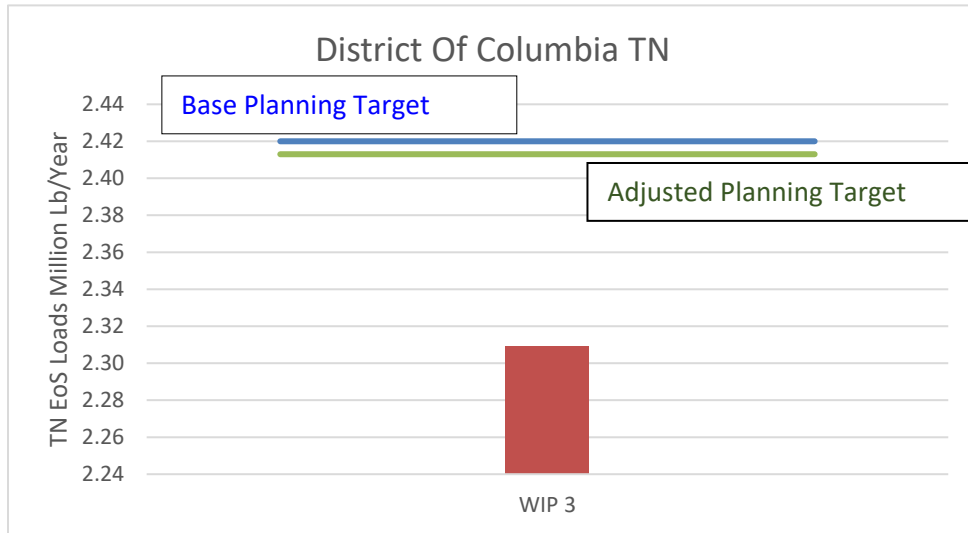 District Of Columbia TN
Base Planning Target
Adjusted Planning Target
TN EoS Loads Million Lb/Year
2.44
2.42
2.40
2.38
2.36
2.34
2.32
2.30
2.28
2.26
2.24
WIP 3